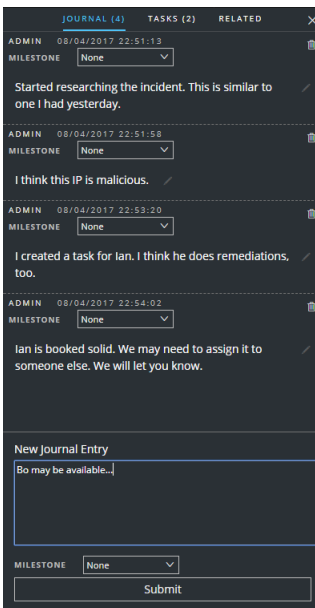 JOURNAL (4) TASKS (2) RELATED
ADMIN 08/04/2017 22:51:13
MILESTONE None
Started researching the incident. This is similar to
one I had yesterday.
ADMIN 08/04/2017 22:51:58
MILESTONE None
I think this IP is malicious.
ADMIN 08/04/2017 22:53:20
MILESTONE None
I created a task for Ian. I think he does remediations,
too.
ADMIN 08/04/2017 22:54:02
MILESTONE None
Ian is booked solid. We may need to assign it to
someone else. We will let you know.
New Journal Entry
Bo may be available...
MILESTONE None
Submit